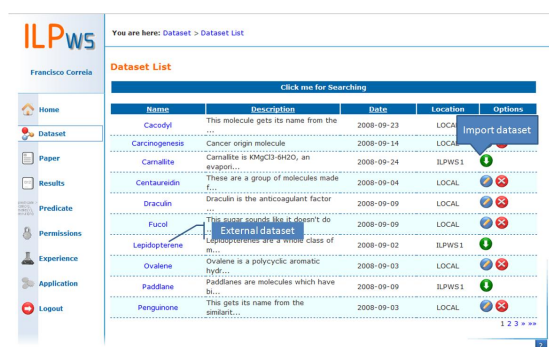 ILPWS
You are here: Dataset > Dataset List
Francisco Correia
Dataset List
Click me for Searching
Home
Dataset
Paper
Results
Predicate
Permissions
Experience
Application
Logout
Name Description Date Location Options
Cacodyl This molecule gets its name from the ... 2008-09-23 LOCAL
Import dataset
Carcinogenesis Cancer origin molecule 2008-09-14 LOCAL
Carnallite Carnallite is KMgCl3-6H2O, an evapori... 2008-09-24 ILPWS1
Centaureidin These are a group of molecules made f... 2008-09-04 LOCAL
Draculin Draculin is the anticoagulant factor ... 2008-09-09 LOCAL
Fucol This sugar sounds like it doesn't do ... 2008-09-09 LOCAL
External dataset
Lepidopterene Lepidopterenes are a whole class of m... 2008-09-02 ILPWS1
Ovalene Ovalene is a polycyclic aromatic hydr... 2008-09-03 LOCAL
Paddlane Paddlanes are molecules which have bi... 2008-09-09 ILPWS1
Penguinone This gets its name from the similarit... 2008-09-03 LOCAL
1 2 3 » »»
2